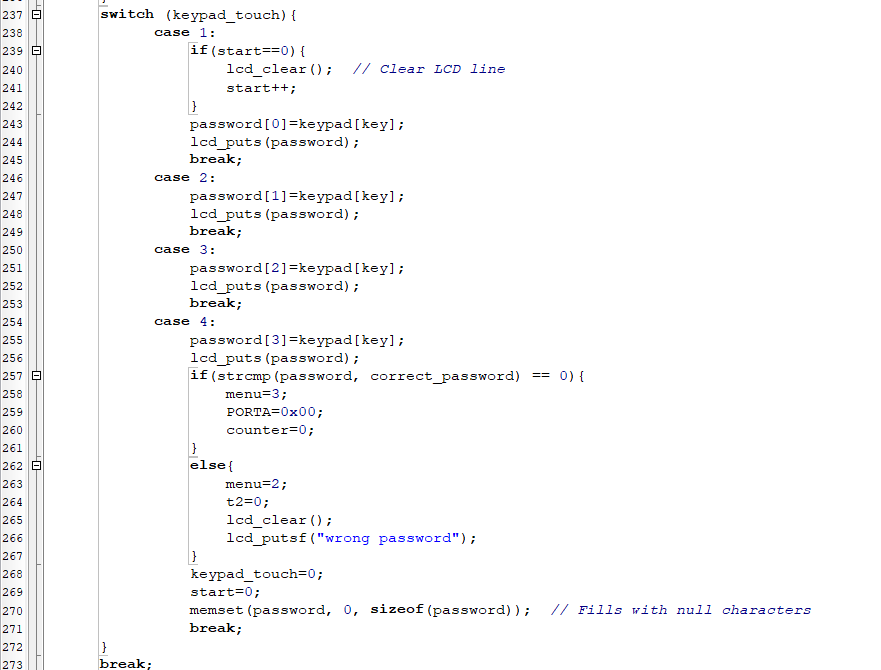 237 switch (keypad_touch){
238 case 1:
239 if(start==0){
240 lcd_clear();  // Clear LCD line
241 start++;
242 }
243 password[0]=keypad[key];
244 lcd_puts(password);
245 break;
246 case 2:
247 password[1]=keypad[key];
248 lcd_puts(password);
249 break;
250 case 3:
251 password[2]=keypad[key];
252 lcd_puts(password);
253 break;
254 case 4:
255 password[3]=keypad[key];
256 lcd_puts(password);
257 if(strcmp(password, correct_password) == 0){
258 menu=3;
259 PORTA=0x00;
260 counter=0;
261 }
262 else{
263 menu=2;
264 t2=0;
265 lcd_clear();
266 lcd_putsf("wrong password");
267 }
268 keypad_touch=0;
269 start=0;
270 memset(password, 0, sizeof(password));  // Fills with null characters
271 break;
272 }
273 break;